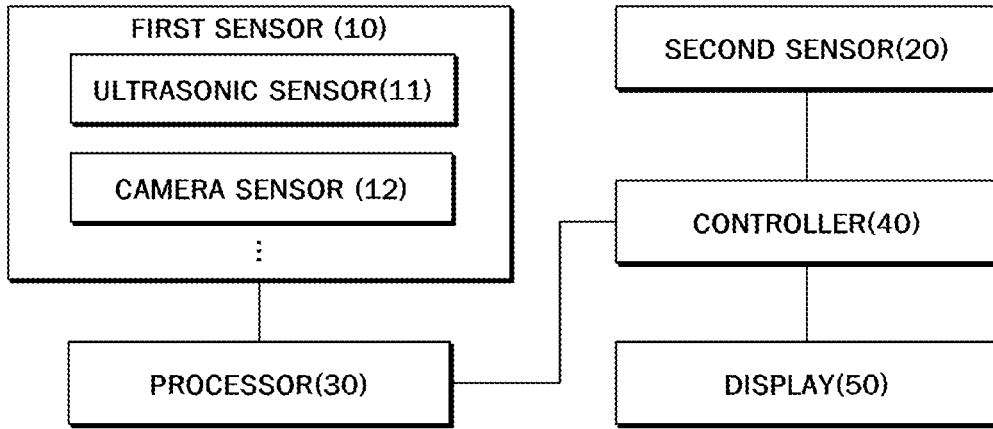 FIRST SENSOR (10)
ULTRASONIC SENSOR(11)
CAMERA SENSOR (12)
⋮
PROCESSOR(30)
SECOND SENSOR(20)
CONTROLLER(40)
DISPLAY(50)